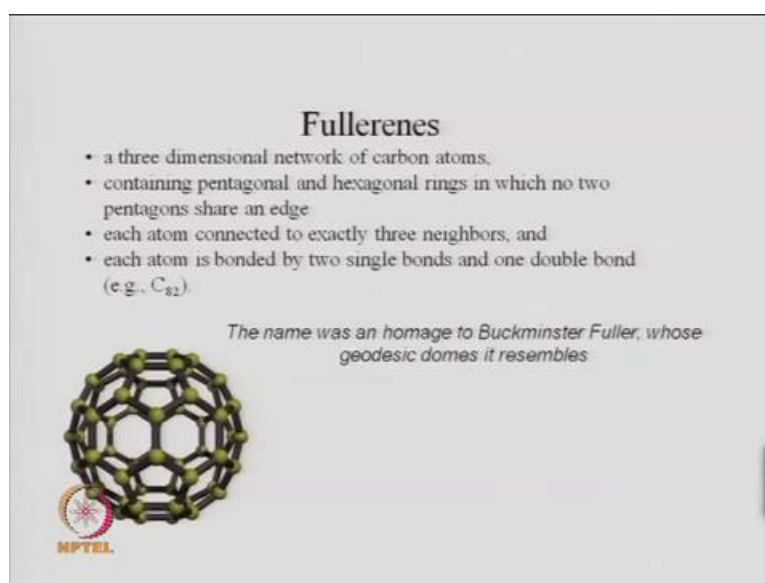 Fullerenes
• a three dimensional network of carbon atoms,
• containing pentagonal and hexagonal rings in which no two
pentagons share an edge
• each atom connected to exactly three neighbors, and
• each atom is bonded by two single bonds and one double bond
(e.g., C₈₂).
The name was an homage to Buckminster Fuller, whose
geodesic domes it resembles
NPTEL